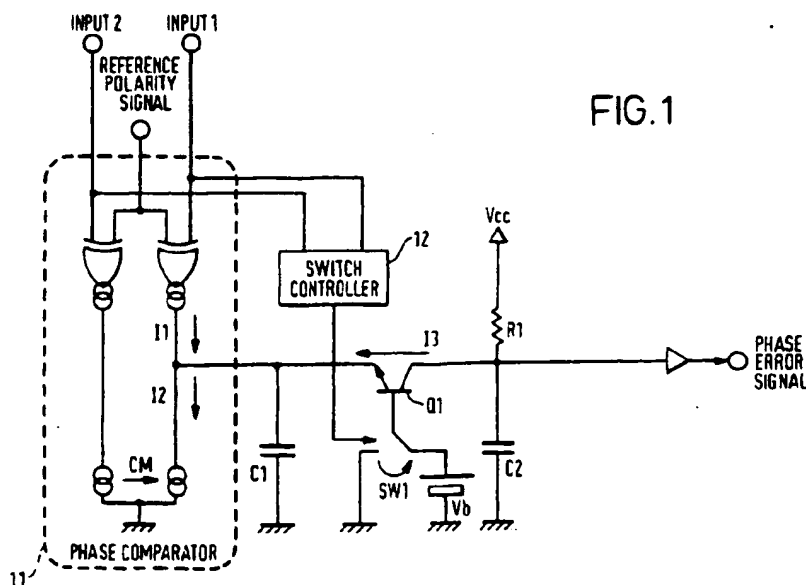 INPUT 2
INPUT 1
REFERENCE
POLARITY
SIGNAL
FIG.1
12
SWITCH
CONTROLLER
Vcc
R1
I1
I3
PHASE
ERROR
SIGNAL
I2
Q1
CM
C1
SW1
Vb
C2
PHASE COMPARATOR
11